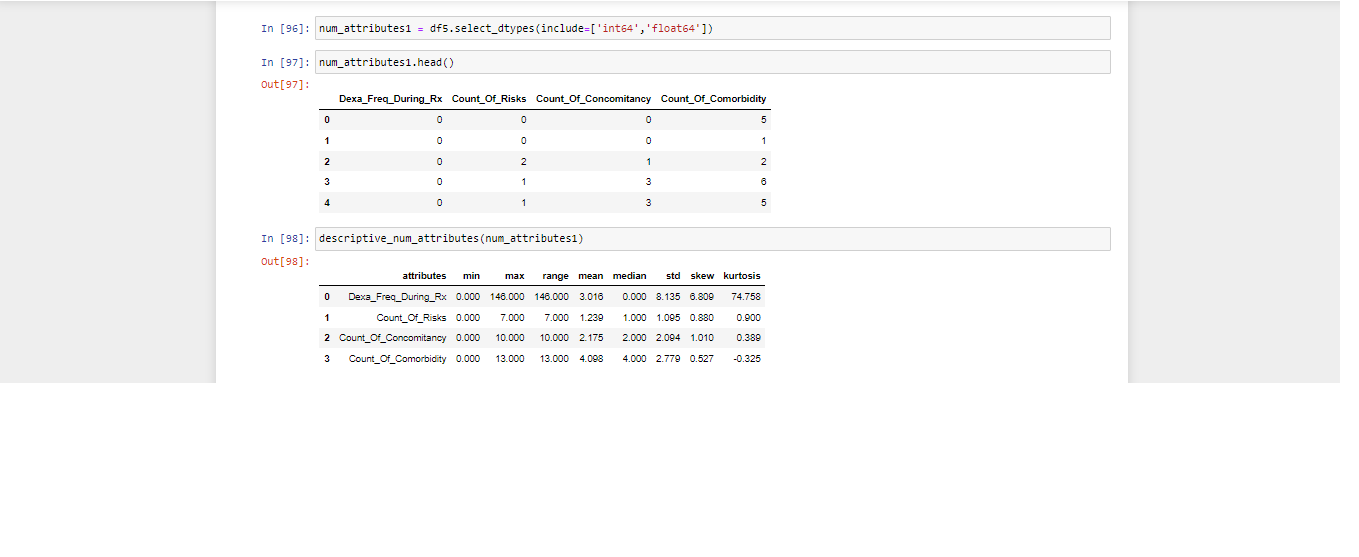 In [96]: num_attributes1 = df5.select_dtypes(include=['int64','float64'])
In [97]: num_attributes1.head()
Out[97]:
Dexa_Freq_During_Rx Count_Of_Risks Count_Of_Concomitancy Count_Of_Comorbidity
0 0 0 0 5
1 0 0 0 1
2 0 2 1 2
3 0 1 3 6
4 0 1 3 5
In [98]: descriptive_num_attributes(num_attributes1)
Out[98]:
attributes min max range mean median std skew kurtosis
0 Dexa_Freq_During_Rx 0.000 146.000 146.000 3.016 0.000 8.135 6.809 74.758
1 Count_Of_Risks 0.000 7.000 7.000 1.239 1.000 1.095 0.880 0.900
2 Count_Of_Concomitancy 0.000 10.000 10.000 2.175 2.000 2.094 1.010 0.389
3 Count_Of_Comorbidity 0.000 13.000 13.000 4.098 4.000 2.779 0.527 -0.325